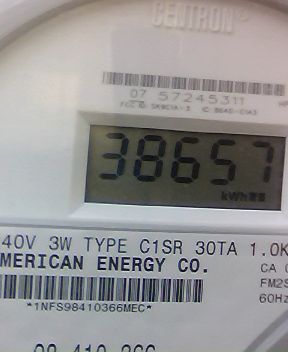 CENTRON
07 57245311
38657
kWh
40V 3W TYPE C1SR 30TA 1.0K
MERICAN ENERGY CO.
CA 0
FM2S
60Hz
*1NFS98410366MEC*